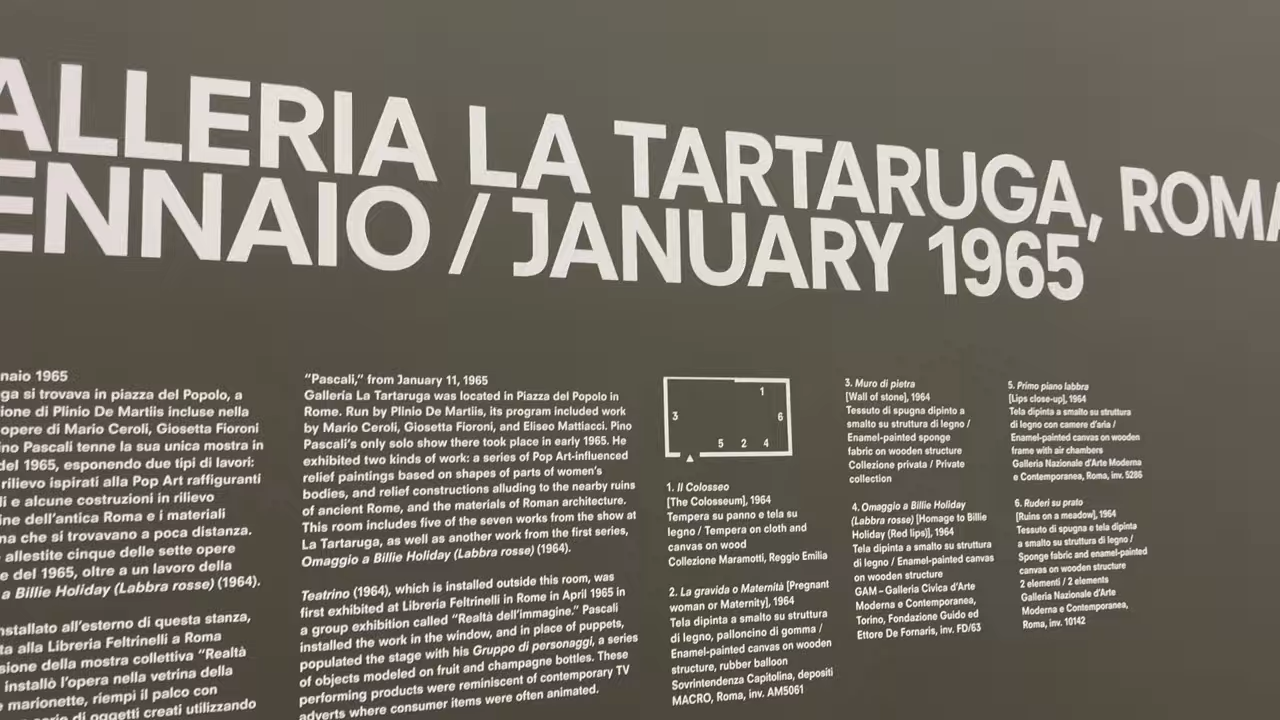 ALLERIA LA TARTARUGA, ROMA
ENNAIO / JANUARY 1965
naio 1965
ga si trovava in piazza del Popolo, a
ione di Plinio De Martiis incluse nella
opere di Mario Ceroli, Giosetta Fioroni
ino Pascali tenne la sua unica mostra in
del 1965, esponendo due tipi di lavori:
rilievo ispirati alla Pop Art raffiguranti
li e alcune costruzioni in rilievo
ine dell'antica Roma e i materiali
na che si trovavano a poca distanza.
allestite cinque delle sette opere
e del 1965, oltre a un lavoro della
a Billie Holiday (Labbra rosse) (1964).
nstallato all'esterno di questa stanza,
ta alla Libreria Feltrinelli a Roma
sione della mostra collettiva "Realtà
installò l'opera nella vetrina della
e marionette, riempì il palco con
serie di oggetti creati utilizzando
"Pascali," from January 11, 1965
Galleria La Tartaruga was located in Piazza del Popolo in
Rome. Run by Plinio De Martiis, its program included work
by Mario Ceroli, Giosetta Fioroni, and Eliseo Mattiacci. Pino
Pascali's only solo show there took place in early 1965. He
exhibited two kinds of work: a series of Pop Art-influenced
relief paintings based on shapes of parts of women's
bodies, and relief constructions alluding to the nearby ruins
of ancient Rome, and the materials of Roman architecture.
This room includes five of the seven works from the show at
La Tartaruga, as well as another work from the first series,
Omaggio a Billie Holiday (Labbra rosse) (1964).
Teatrino (1964), which is installed outside this room, was
first exhibited at Libreria Feltrinelli in Rome in April 1965 in
a group exhibition called "Realtà dell'immagine." Pascali
installed the work in the window, and in place of puppets,
populated the stage with his Gruppo di personaggi, a series
of objects modeled on fruit and champagne bottles. These
performing products were reminiscent of contemporary TV
adverts where consumer items were often animated.
1
3 6
5 2 4
1. Il Colosseo
[The Colosseum], 1964
Tempera su panno e tela su
legno / Tempera on cloth and
canvas on wood
Collezione Maramotti, Reggio Emilia
2. La gravida o Maternità [Pregnant
woman or Maternity], 1964
Tela dipinta a smalto su struttura
di legno, palloncino di gomma /
Enamel-painted canvas on wooden
structure, rubber balloon
Sovrintendenza Capitolina, depositi
MACRO, Roma, inv. AM5061
3. Muro di pietra
[Wall of stone], 1964
Tessuto di spugna dipinto a
smalto su struttura di legno /
Enamel-painted sponge
fabric on wooden structure
Collezione privata / Private
collection
4. Omaggio a Billie Holiday
(Labbra rosse) [Homage to Billie
Holiday (Red lips)], 1964
Tela dipinta a smalto su struttura
di legno / Enamel-painted canvas
on wooden structure
GAM – Galleria Civica d'Arte
Moderna e Contemporanea,
Torino, Fondazione Guido ed
Ettore De Fornaris, inv. FD/63
5. Primo piano labbra
[Lips close-up], 1964
Tela dipinta a smalto su struttura
di legno con camere d'aria /
Enamel-painted canvas on wooden
frame with air chambers
Galleria Nazionale d'Arte Moderna
e Contemporanea, Roma, inv. 5286
6. Ruderi su prato
[Ruins on a meadow], 1964
Tessuto di spugna e tela dipinta
a smalto su struttura di legno /
Sponge fabric and enamel-painted
canvas on wooden structure
2 elementi / 2 elements
Galleria Nazionale d'Arte
Moderna e Contemporanea,
Roma, inv. 10142